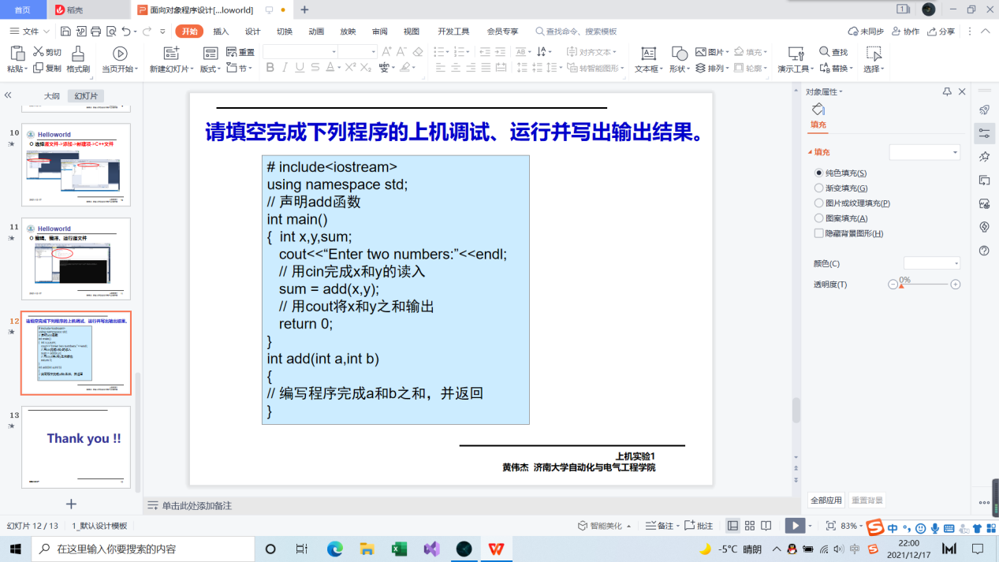 首页
稻壳
面向对象程序设计[...loworld]
文件
开始
插入
设计
切换
动画
放映
审阅
视图
开发工具
会员专享
查找命令、搜索模板
未同步
协作
分享
粘贴
剪切
复制
格式刷
当页开始
新建幻灯片
版式
重置
节
对齐文本
转智能图形
文本框
形状
图片
排列
填充
轮廓
演示工具
查找
替换
选择
大纲
幻灯片
10
Helloworld
选择源文件->添加->新建项->C++文件
11
Helloworld
编辑、编译、运行源文件
12
请填空完成下列程序的上机调试、运行并写出输出结果。
13
Thank you !!
请填空完成下列程序的上机调试、运行并写出输出结果。
# include<iostream>
using namespace std;
// 声明add函数
int main()
{ int x,y,sum;
cout<<“Enter two numbers:”<<endl;
// 用cin完成x和y的读入
sum = add(x,y);
// 用cout将x和y之和输出
return 0;
}
int add(int a,int b)
{
// 编写程序完成a和b之和，并返回
}
上机实验1
黄伟杰 济南大学自动化与电气工程学院
单击此处添加备注
对象属性
填充
填充
纯色填充(S)
渐变填充(G)
图片或纹理填充(P)
图案填充(A)
隐藏背景图形(H)
颜色(C)
透明度(T)
0%
全部应用
重置背景
幻灯片 12 / 13
1_默认设计模板
智能美化
备注
批注
83%
中
在这里输入你要搜索的内容
-5°C 晴朗
中
22:00
2021/12/17